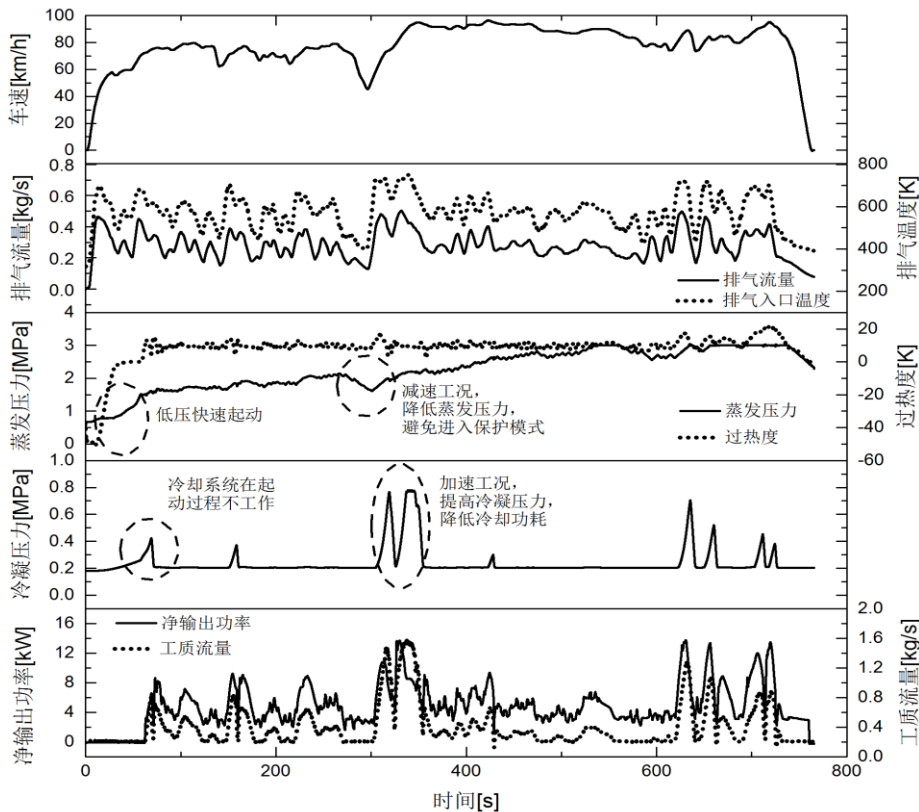 100
80
60
40
20
0
车速[km/h]
0.8
0.6
0.4
0.2
0.0
排气流量[kg/s]
800
600
400
200
排气温度[K]
排气流量
排气入口温度
4
3
2
1
0
蒸发压力[MPa]
20
10
0
-10
-20
-30
-40
-50
-60
过热度[K]
低压快速起动
减速工况,
降低蒸发压力,
避免进入保护模式
蒸发压力
过热度
1.0
0.8
0.6
0.4
0.2
0.0
冷凝压力[MPa]
冷却系统在起
动过程不工作
加速工况,
提高冷凝压力,
降低冷却功耗
16
12
8
4
0
净输出功率[kW]
净输出功率
工质流量
2.0
1.6
1.2
0.8
0.4
0.0
工质流量[kg/s]
0
200
400
600
800
时间[s]